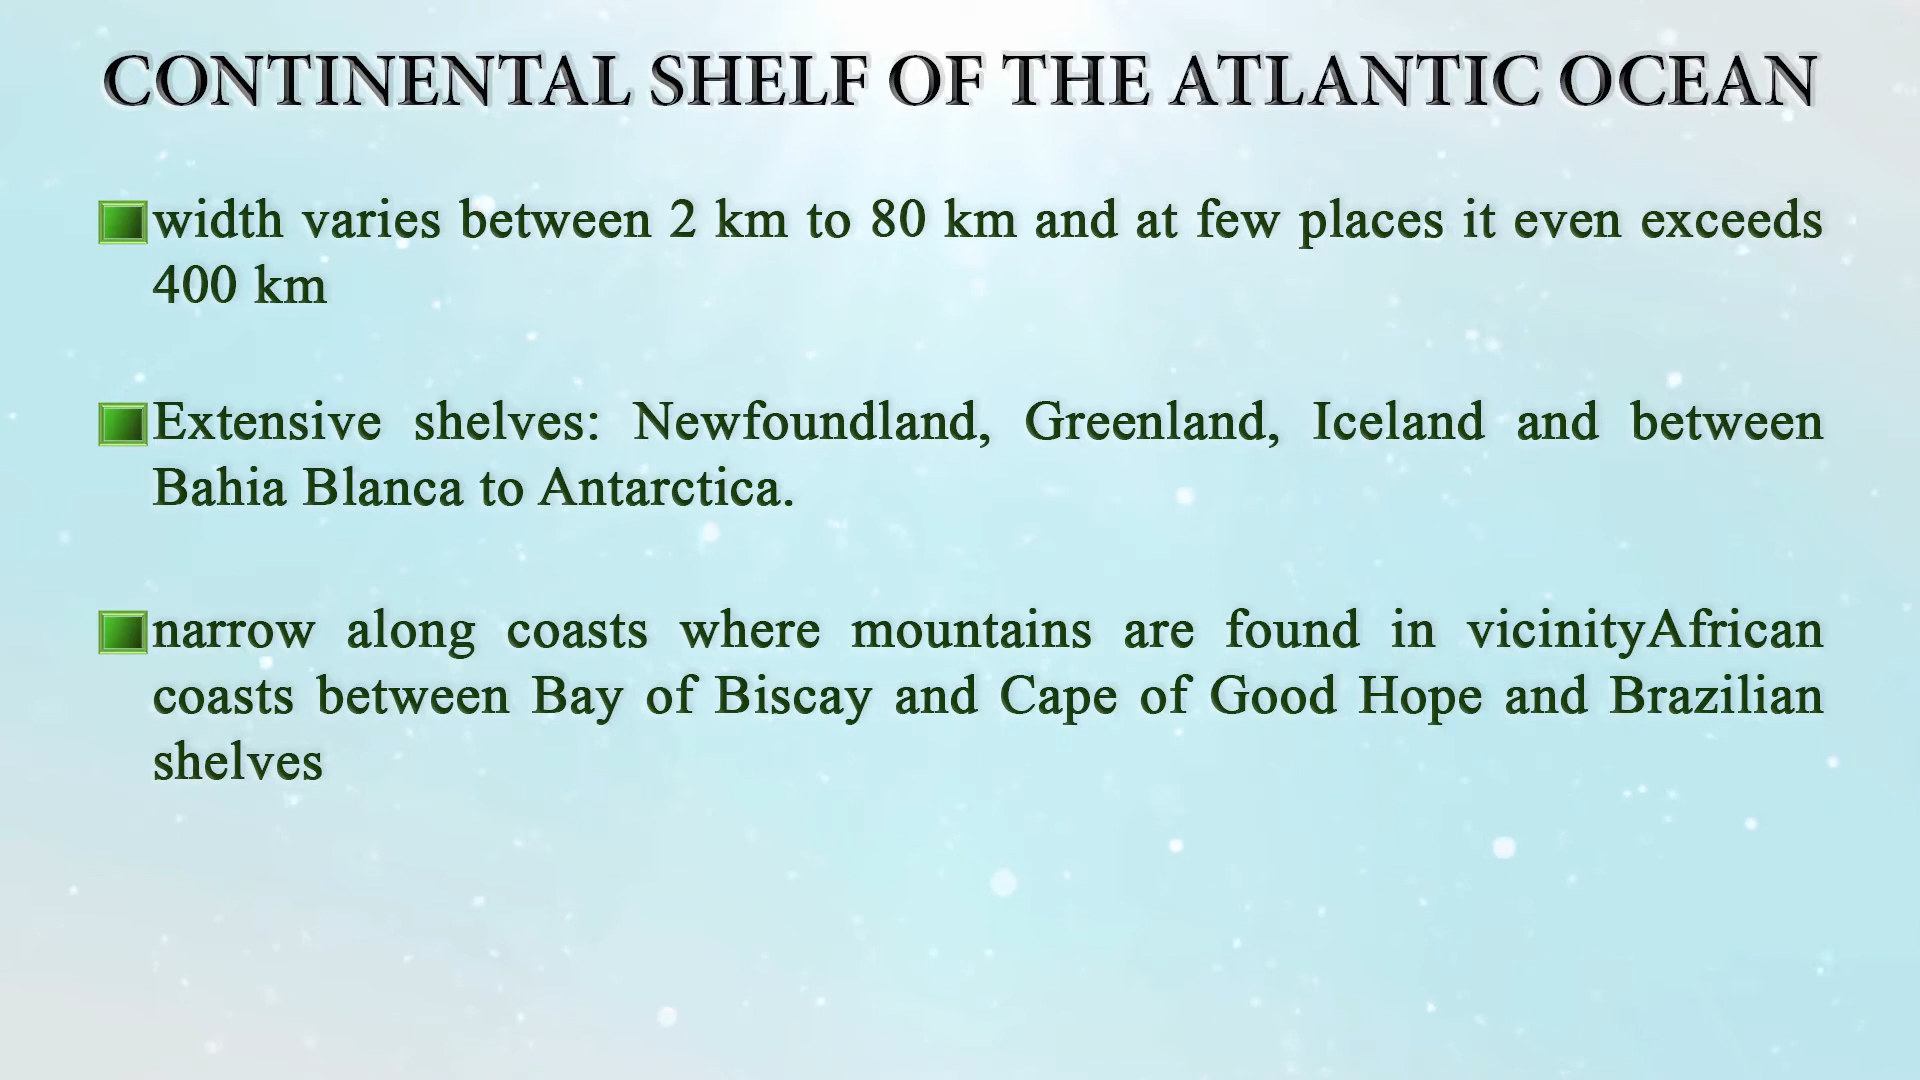 CONTINENTAL SHELF OF THE ATLANTIC OCEAN
width varies between 2 km to 80 km and at few places it even exceeds
400 km
Extensive shelves: Newfoundland, Greenland, Iceland and between
Bahia Blanca to Antarctica.
narrow along coasts where mountains are found in vicinityAfrican
coasts between Bay of Biscay and Cape of Good Hope and Brazilian
shelves